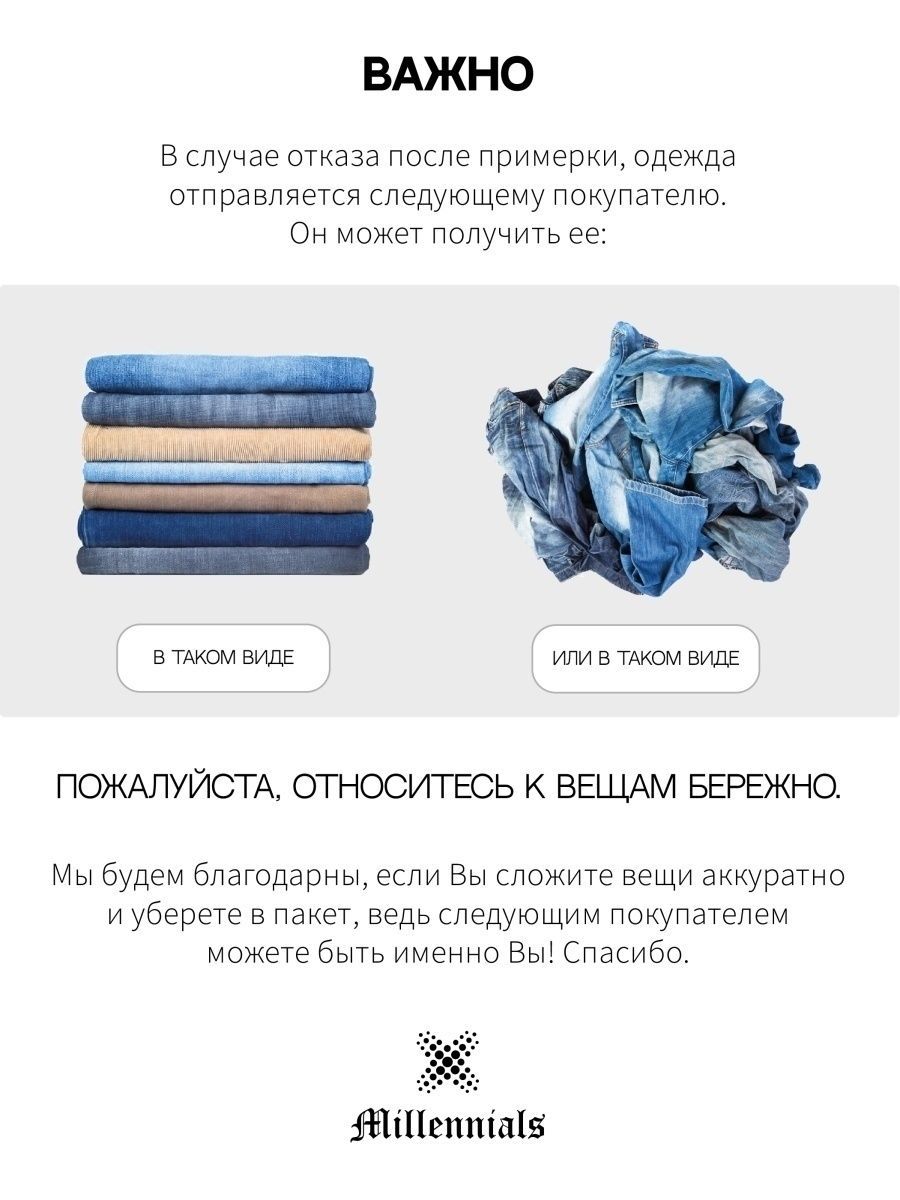 ВАЖНО
В случае отказа после примерки, одежда
отправляется следующему покупателю.
Он может получить ее:
В ТАКОМ ВИДЕ
ИЛИ В ТАКОМ ВИДЕ
ПОЖАЛУЙСТА, ОТНОСИТЕСЬ К ВЕЩАМ БЕРЕЖНО.
Мы будем благодарны, если Вы сложите вещи аккуратно
и уберете в пакет, ведь следующим покупателем
можете быть именно Вы! Спасибо.
Millennials